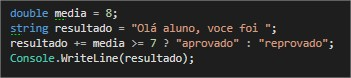 double media = 8;
string resultado = "Olá aluno, voce foi ";
resultado += media >= 7 ? "aprovado" : "reprovado";
Console.WriteLine(resultado);